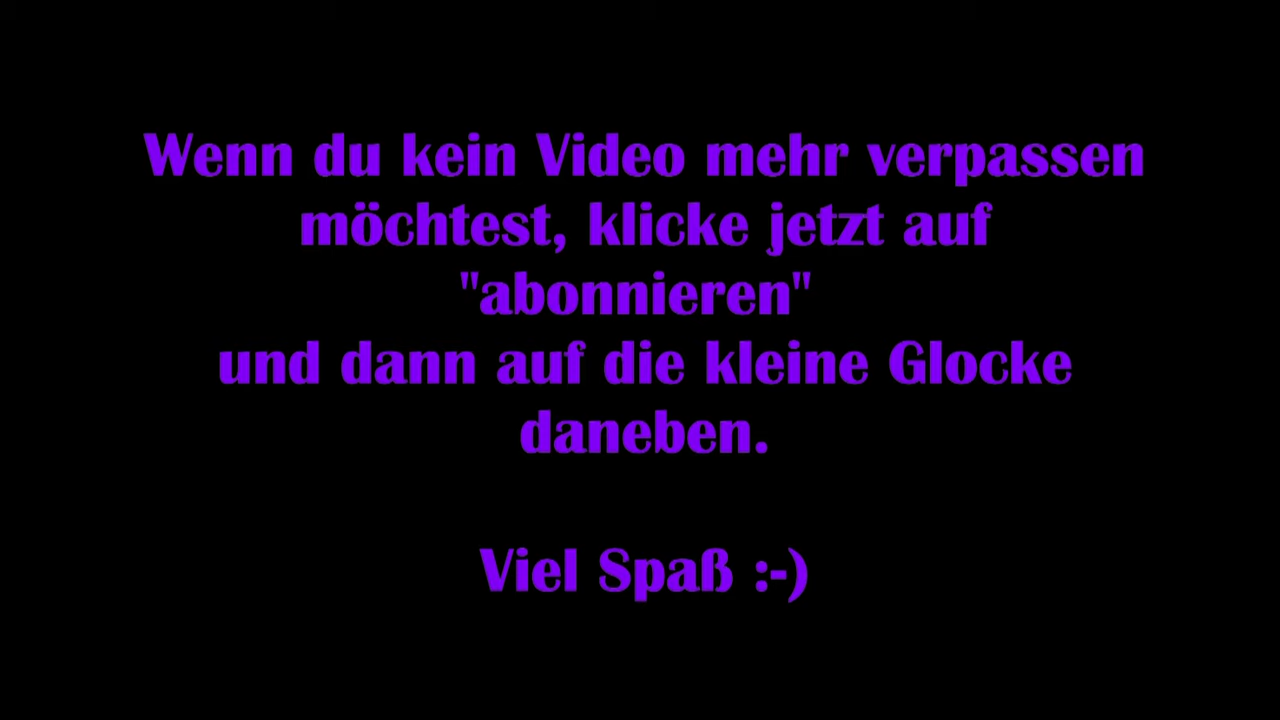 Wenn du kein Video mehr verpassen
möchtest, klicke jetzt auf
"abonnieren"
und dann auf die kleine Glocke
daneben.
Viel Spaß :-)